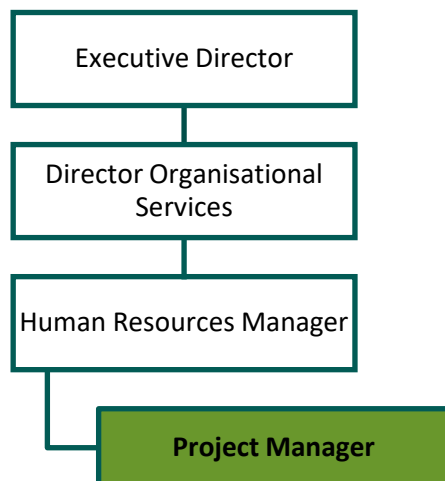 Executive Director
Director Organisational
Services
Human Resources Manager
Project Manager